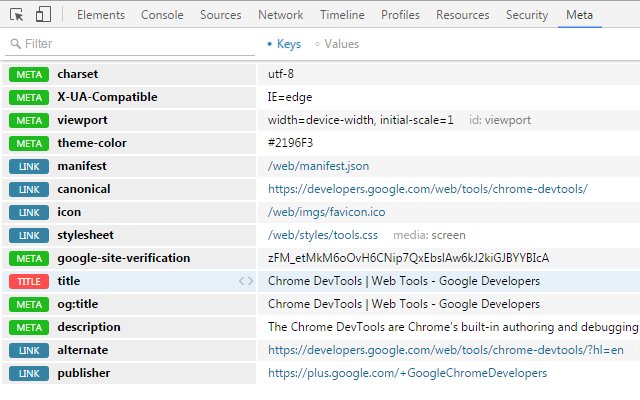 Elements Console Sources Network Timeline Profiles Resources Security Meta
Filter Keys Values
META charset utf-8
META X-UA-Compatible IE=edge
META viewport width=device-width, initial-scale=1 id: viewport
META theme-color #2196F3
LINK manifest /web/manifest.json
LINK canonical https://developers.google.com/web/tools/chrome-devtools/
LINK icon /web/imgs/favicon.ico
LINK stylesheet /web/styles/tools.css media: screen
META google-site-verification zFM_etMkM6oOvH6CNip7QxEbsIAw6kJ2kiGJBYYBIcA
TITLE title <> Chrome DevTools | Web Tools - Google Developers
META og:title Chrome DevTools | Web Tools - Google Developers
META description The Chrome DevTools are Chrome's built-in authoring and debugging
LINK alternate https://developers.google.com/web/tools/chrome-devtools/?hl=en
LINK publisher https://plus.google.com/+GoogleChromeDevelopers